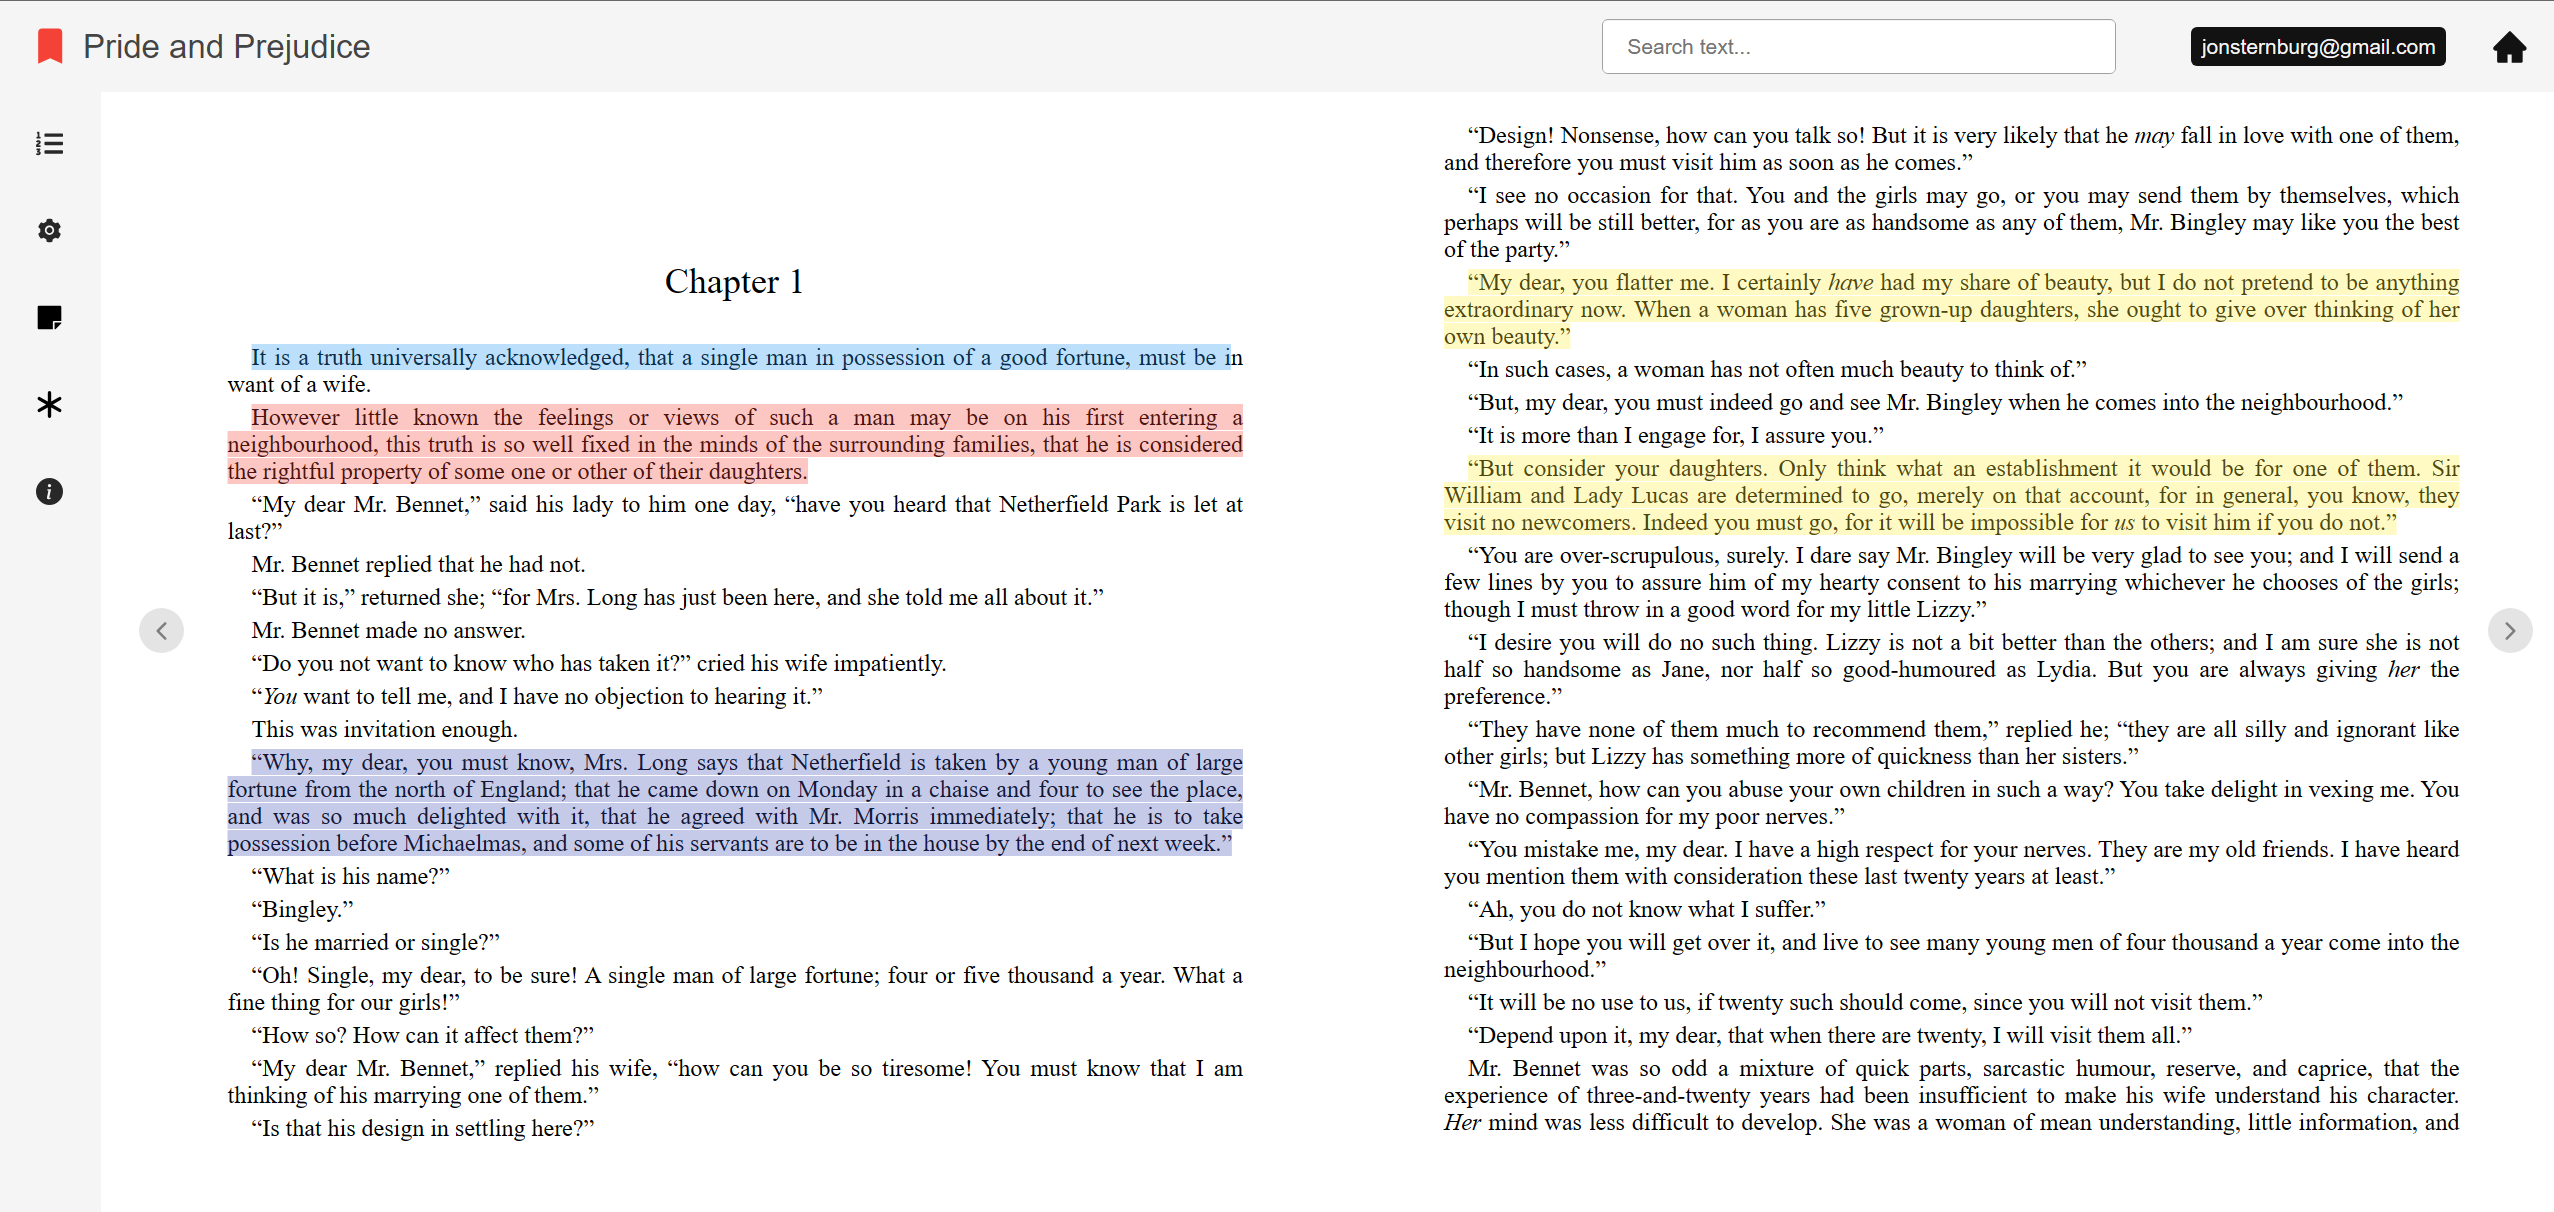 Pride and Prejudice
Search text...
jonsternburg@gmail.com
Chapter 1
It is a truth universally acknowledged, that a single man in possession of a good fortune, must be in
want of a wife.
However little known the feelings or views of such a man may be on his first entering a
neighbourhood, this truth is so well fixed in the minds of the surrounding families, that he is considered
the rightful property of some one or other of their daughters.
“My dear Mr. Bennet,” said his lady to him one day, “have you heard that Netherfield Park is let at
last?”
Mr. Bennet replied that he had not.
“But it is,” returned she; “for Mrs. Long has just been here, and she told me all about it.”
Mr. Bennet made no answer.
“Do you not want to know who has taken it?” cried his wife impatiently.
“You want to tell me, and I have no objection to hearing it.”
This was invitation enough.
“Why, my dear, you must know, Mrs. Long says that Netherfield is taken by a young man of large
fortune from the north of England; that he came down on Monday in a chaise and four to see the place,
and was so much delighted with it, that he agreed with Mr. Morris immediately; that he is to take
possession before Michaelmas, and some of his servants are to be in the house by the end of next week.”
“What is his name?”
“Bingley.”
“Is he married or single?”
“Oh! Single, my dear, to be sure! A single man of large fortune; four or five thousand a year. What a
fine thing for our girls!”
“How so? How can it affect them?”
“My dear Mr. Bennet,” replied his wife, “how can you be so tiresome! You must know that I am
thinking of his marrying one of them.”
“Is that his design in settling here?”
“Design! Nonsense, how can you talk so! But it is very likely that he may fall in love with one of them,
and therefore you must visit him as soon as he comes.”
“I see no occasion for that. You and the girls may go, or you may send them by themselves, which
perhaps will be still better, for as you are as handsome as any of them, Mr. Bingley may like you the best
of the party.”
“My dear, you flatter me. I certainly have had my share of beauty, but I do not pretend to be anything
extraordinary now. When a woman has five grown-up daughters, she ought to give over thinking of her
own beauty.”
“In such cases, a woman has not often much beauty to think of.”
“But, my dear, you must indeed go and see Mr. Bingley when he comes into the neighbourhood.”
“It is more than I engage for, I assure you.”
“But consider your daughters. Only think what an establishment it would be for one of them. Sir
William and Lady Lucas are determined to go, merely on that account, for in general, you know, they
visit no newcomers. Indeed you must go, for it will be impossible for us to visit him if you do not.”
“You are over-scrupulous, surely. I dare say Mr. Bingley will be very glad to see you; and I will send a
few lines by you to assure him of my hearty consent to his marrying whichever he chooses of the girls;
though I must throw in a good word for my little Lizzy.”
“I desire you will do no such thing. Lizzy is not a bit better than the others; and I am sure she is not
half so handsome as Jane, nor half so good-humoured as Lydia. But you are always giving her the
preference.”
“They have none of them much to recommend them,” replied he; “they are all silly and ignorant like
other girls; but Lizzy has something more of quickness than her sisters.”
“Mr. Bennet, how can you abuse your own children in such a way? You take delight in vexing me. You
have no compassion for my poor nerves.”
“You mistake me, my dear. I have a high respect for your nerves. They are my old friends. I have heard
you mention them with consideration these last twenty years at least.”
“Ah, you do not know what I suffer.”
“But I hope you will get over it, and live to see many young men of four thousand a year come into the
neighbourhood.”
“It will be no use to us, if twenty such should come, since you will not visit them.”
“Depend upon it, my dear, that when there are twenty, I will visit them all.”
Mr. Bennet was so odd a mixture of quick parts, sarcastic humour, reserve, and caprice, that the
experience of three-and-twenty years had been insufficient to make his wife understand his character.
Her mind was less difficult to develop. She was a woman of mean understanding, little information, and